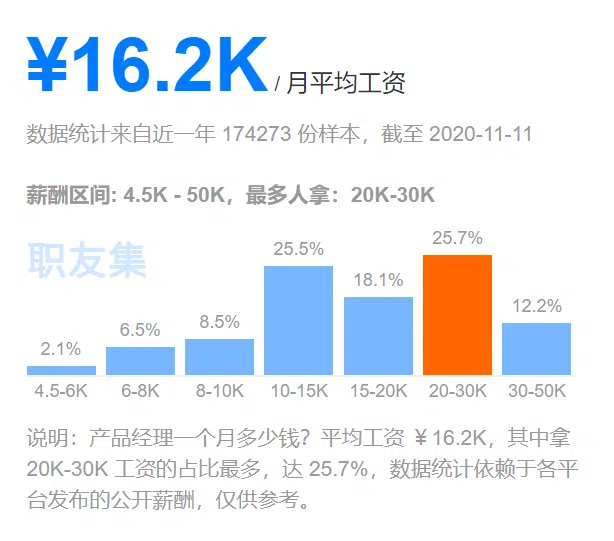 ¥16.2K / 月平均工资
数据统计来自近一年 174273 份样本，截至 2020-11-11
薪酬区间: 4.5K - 50K，最多人拿：20K-30K
职友集
2.1% 6.5% 8.5% 25.5% 18.1% 25.7% 12.2%
4.5-6K 6-8K 8-10K 10-15K 15-20K 20-30K 30-50K
说明：产品经理一个月多少钱？平均工资 ￥16.2K，其中拿
20K-30K 工资的占比最多，达 25.7%，数据统计依赖于各平
台发布的公开薪酬，仅供参考。